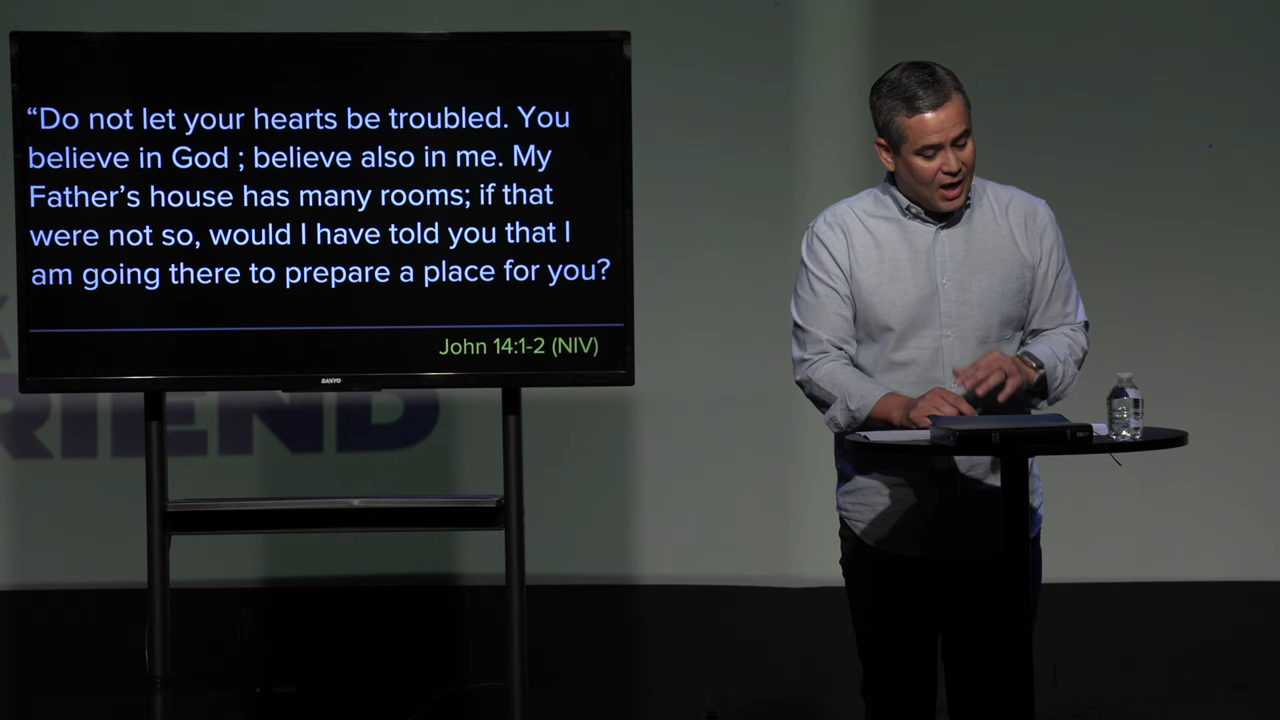 “Do not let your hearts be troubled. You
believe in God ; believe also in me. My
Father’s house has many rooms; if that
were not so, would I have told you that I
am going there to prepare a place for you?
John 14:1-2 (NIV)
SANYO
RIEND